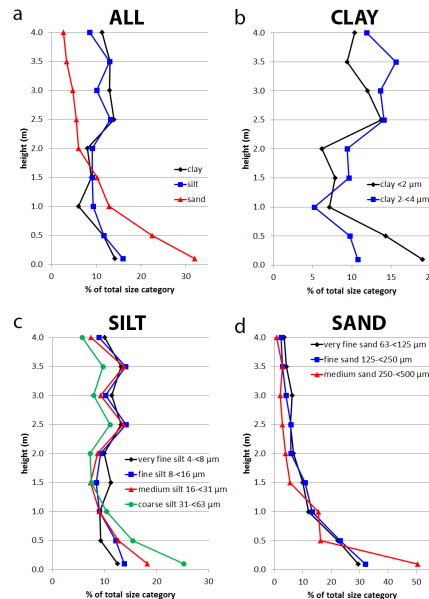 a
ALL
4.0
3.5
3.0
2.5
2.0
1.5
1.0
0.5
0.0
height (m)
clay
silt
sand
0
10
20
30
% of total size category
b
CLAY
4.0
3.5
3.0
2.5
2.0
1.5
1.0
0.5
0.0
height (m)
clay <2 µm
clay 2-<4 µm
5
10
15
% of total size category
c
SILT
4.0
3.5
3.0
2.5
2.0
1.5
1.0
0.5
0.0
height (m)
very fine silt 4-<8 µm
fine silt 8-<16 µm
medium silt 16-<31 µm
coarse silt 31-<63 µm
0
10
20
30
% of total size category
d
SAND
4.0
3.5
3.0
2.5
2.0
1.5
1.0
0.5
0.0
height (m)
very fine sand 63-<125 µm
fine sand 125-<250 µm
medium sand 250-<500µm
0
10
20
30
40
50
% of total size category